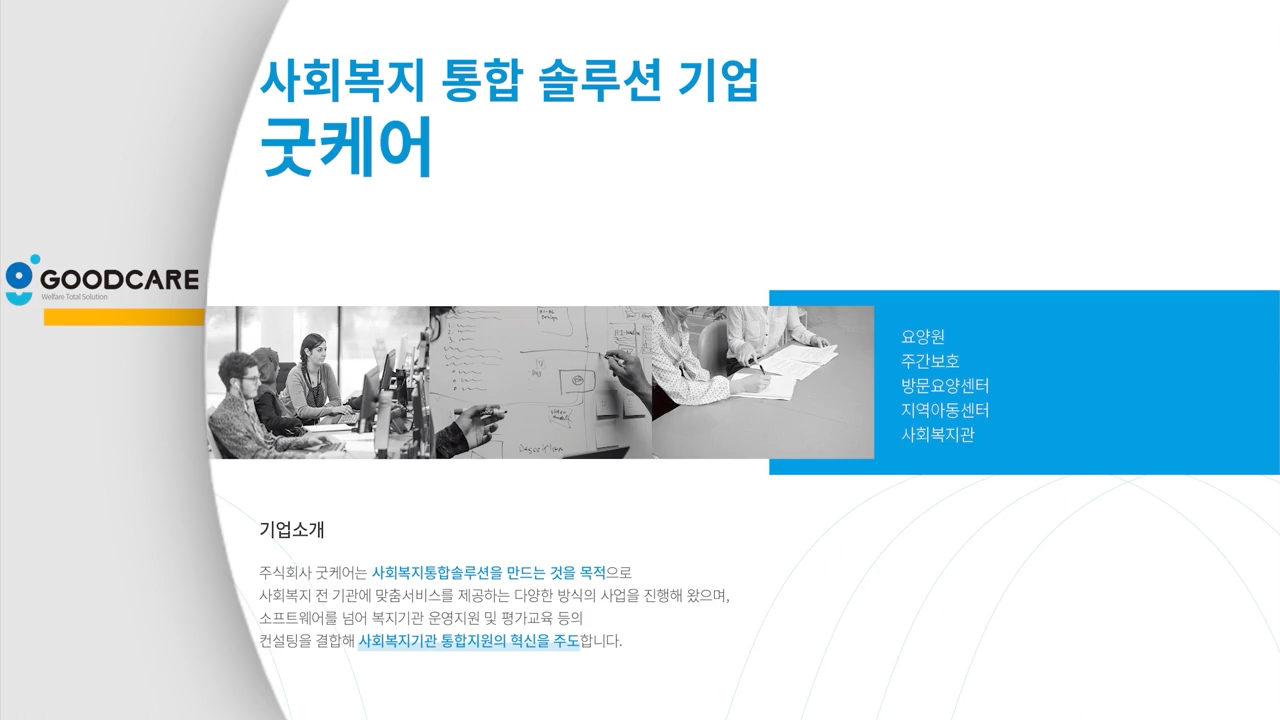 사회복지 통합 솔루션 기업
굿케어
GOODCARE
Welfare Total Solution
요양원
주간보호
방문요양센터
지역아동센터
사회복지관
기업소개
주식회사 굿케어는 사회복지통합솔루션을 만드는 것을 목적으로
사회복지 전 기관에 맞춤서비스를 제공하는 다양한 방식의 사업을 진행해 왔으며,
소프트웨어를 넘어 복지기관 운영지원 및 평가교육 등의
컨설팅을 결합해 사회복지기관 통합지원의 혁신을 주도합니다.